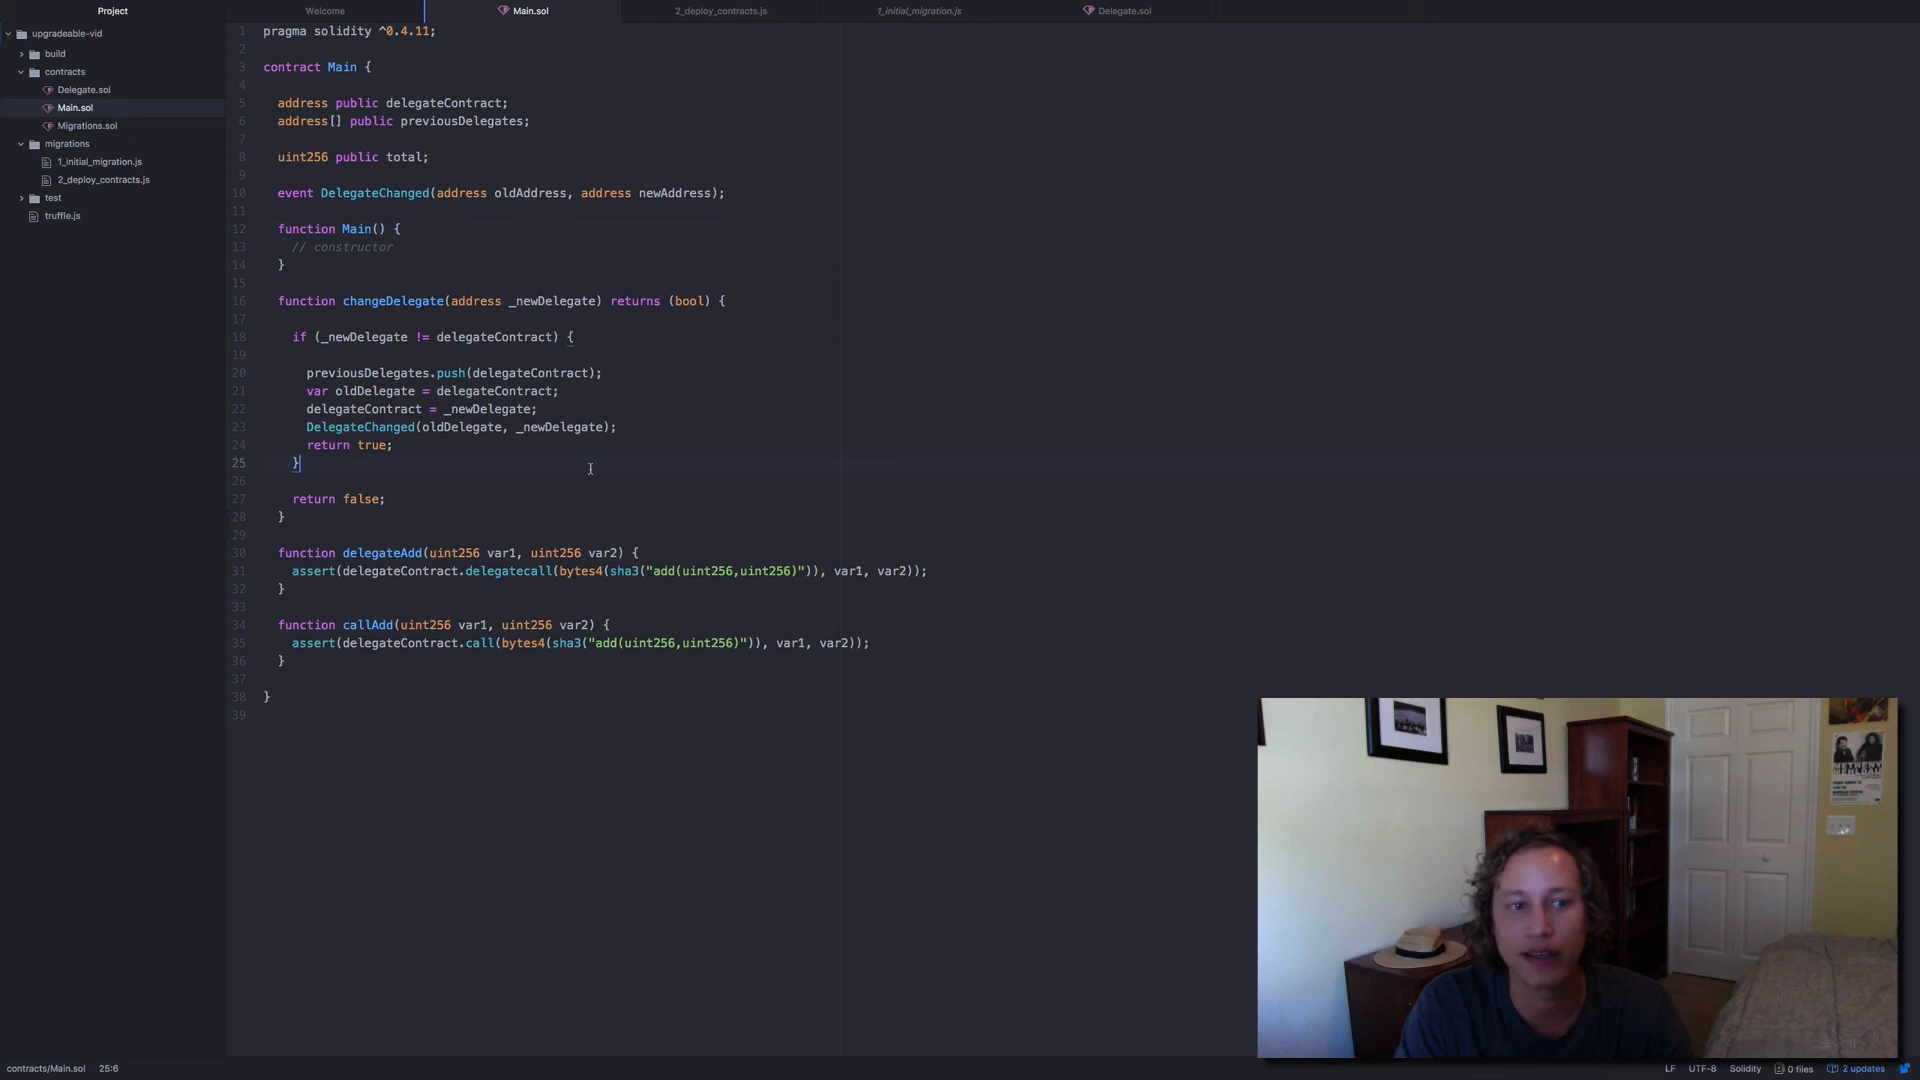 Project
Welcome
Main.sol
2_deploy_contracts.js
1_initial_migration.js
Delegate.sol
upgradeable-vid
build
contracts
Delegate.sol
Main.sol
Migrations.sol
migrations
1_initial_migration.js
2_deploy_contracts.js
test
truffle.js
1 pragma solidity ^0.4.11;
2
3 contract Main {
4
5 address public delegateContract;
6 address[] public previousDelegates;
7
8 uint256 public total;
9
10 event DelegateChanged(address oldAddress, address newAddress);
11
12 function Main() {
13 // constructor
14 }
15
16 function changeDelegate(address _newDelegate) returns (bool) {
17
18 if (_newDelegate != delegateContract) {
19
20 previousDelegates.push(delegateContract);
21 var oldDelegate = delegateContract;
22 delegateContract = _newDelegate;
23 DelegateChanged(oldDelegate, _newDelegate);
24 return true;
25 }
26
27 return false;
28 }
29
30 function delegateAdd(uint256 var1, uint256 var2) {
31 assert(delegateContract.delegatecall(bytes4(sha3("add(uint256,uint256)")), var1, var2));
32 }
33
34 function callAdd(uint256 var1, uint256 var2) {
35 assert(delegateContract.call(bytes4(sha3("add(uint256,uint256)")), var1, var2));
36 }
37
38 }
39
METHENY
MEHLDAU
contracts/Main.sol 25:6
LF UTF-8 Solidity 0 files 2 updates